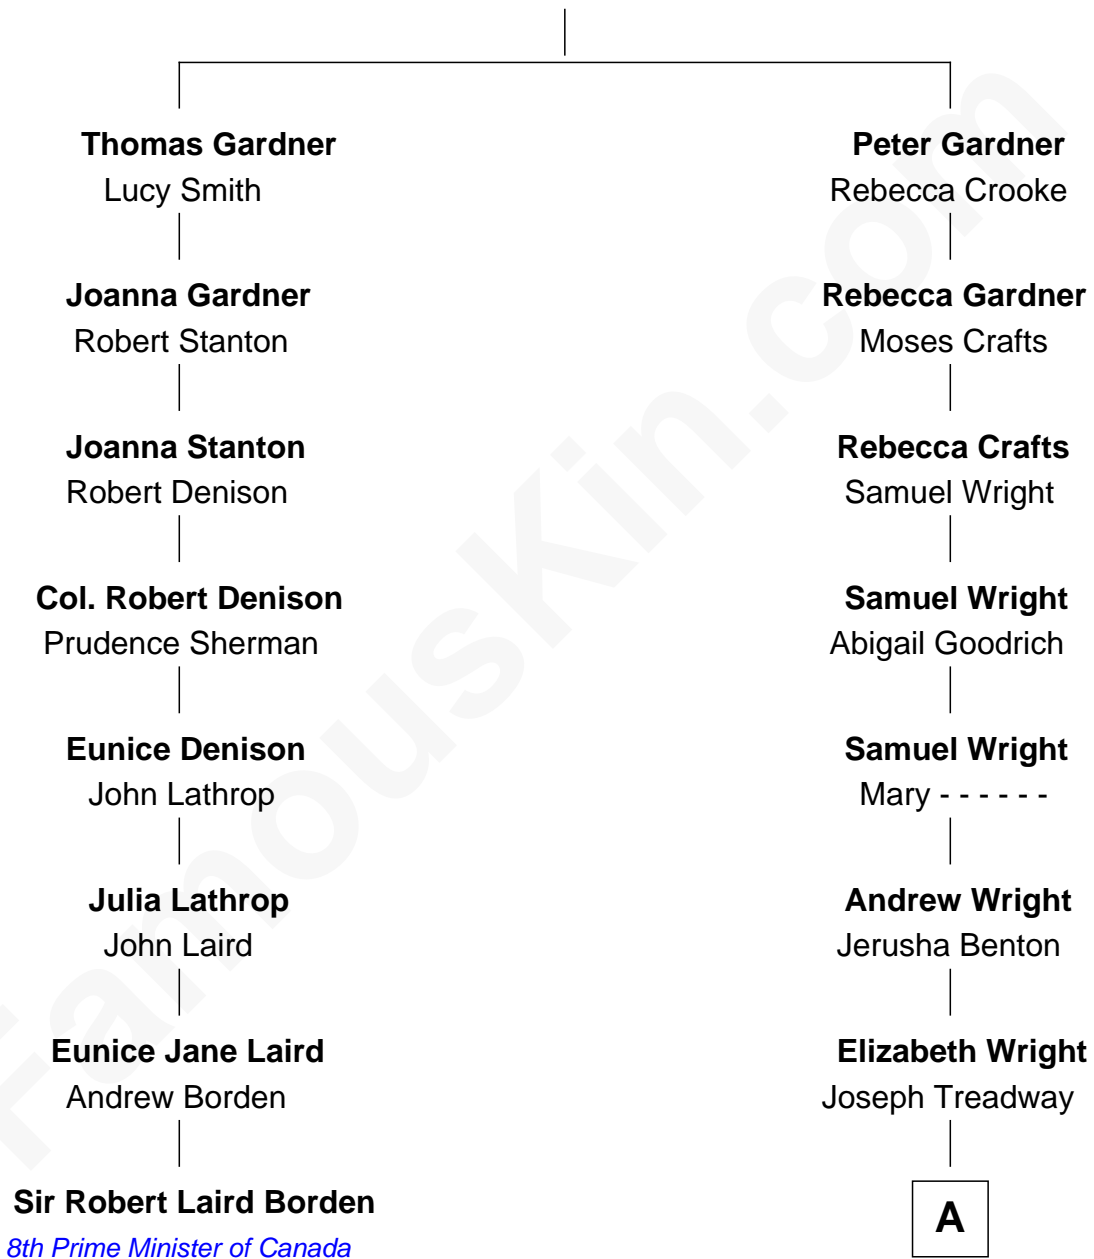 Thomas Gardner
Lucy Smith
Peter Gardner
Rebecca Crooke
Joanna Gardner
Robert Stanton
Rebecca Gardner
Moses Crafts
Joanna Stanton
Robert Denison
Rebecca Crafts
Samuel Wright
Col. Robert Denison
Prudence Sherman
Samuel Wright
Abigail Goodrich
Eunice Denison
John Lathrop
Samuel Wright
Mary - - - - - -
Julia Lathrop
John Laird
Andrew Wright
Jerusha Benton
Eunice Jane Laird
Andrew Borden
Elizabeth Wright
Joseph Treadway
Sir Robert Laird Borden
8th Prime Minister of Canada
A
FamousKin.com